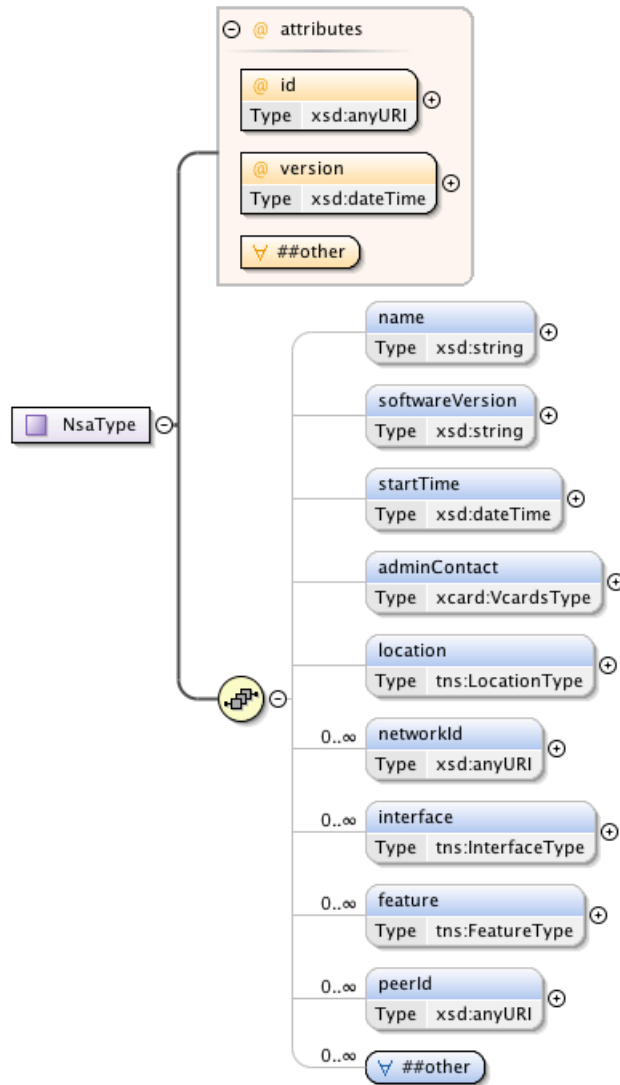 @ attributes
@ id
Type xsd:anyURI
@ version
Type xsd:dateTime
∀ ##other
NsaType
name
Type xsd:string
softwareVersion
Type xsd:string
startTime
Type xsd:dateTime
adminContact
Type xcard:VcardsType
location
Type tns:LocationType
0..∞ networkId
Type xsd:anyURI
0..∞ interface
Type tns:InterfaceType
0..∞ feature
Type tns:FeatureType
0..∞ peerId
Type xsd:anyURI
0..∞ ∀ ##other